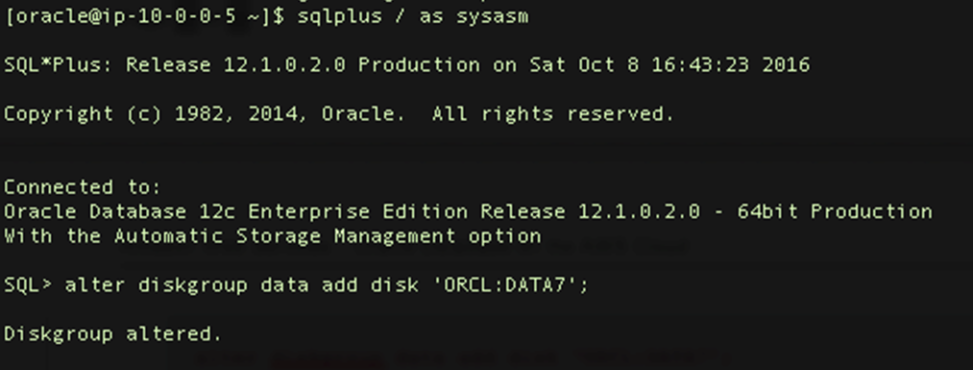 [oracle@ip-10-0-0-5 ~]$ sqlplus / as sysasm
SQL*Plus: Release 12.1.0.2.0 Production on Sat Oct 8 16:43:23 2016
Copyright (c) 1982, 2014, Oracle.  All rights reserved.
Connected to:
Oracle Database 12c Enterprise Edition Release 12.1.0.2.0 - 64bit Production
With the Automatic Storage Management option
SQL> alter diskgroup data add disk 'ORCL:DATA7';
Diskgroup altered.